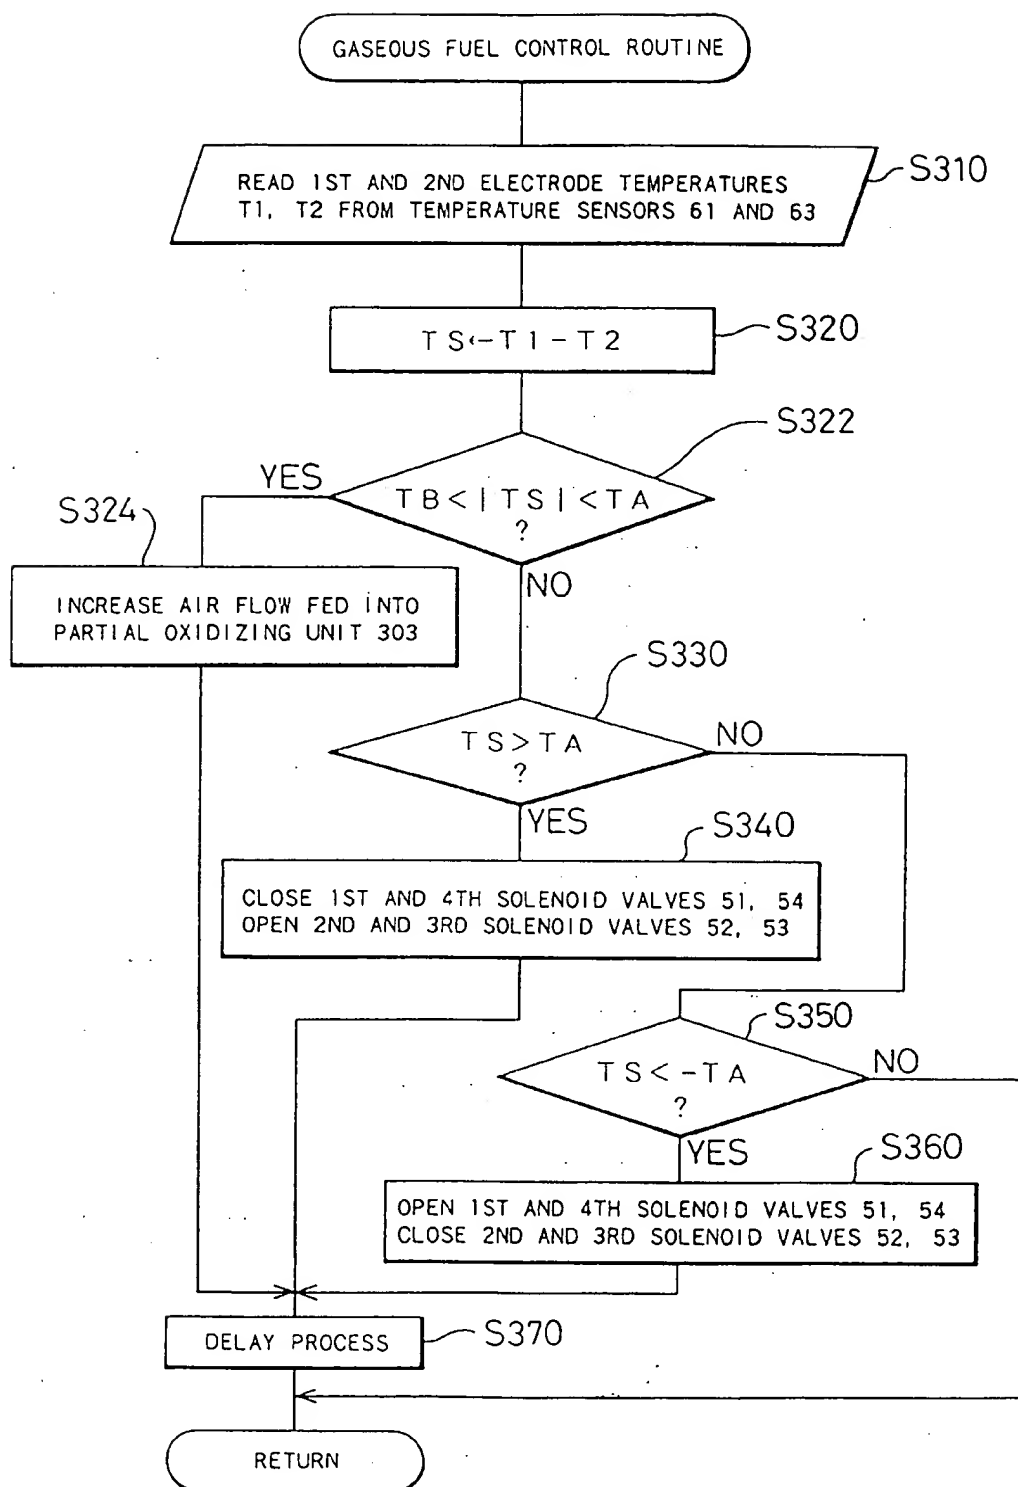 GASEOUS FUEL CONTROL ROUTINE
READ 1ST AND 2ND ELECTRODE TEMPERATURES
T1, T2 FROM TEMPERATURE SENSORS 61 AND 63
S310
TS←T1-T2
S320
S322
TB<|TS|<TA
?
YES
NO
S324
INCREASE AIR FLOW FED INTO
PARTIAL OXIDIZING UNIT 303
S330
TS>TA
?
NO
YES
S340
CLOSE 1ST AND 4TH SOLENOID VALVES 51, 54
OPEN 2ND AND 3RD SOLENOID VALVES 52, 53
S350
TS<-TA
?
NO
YES
S360
OPEN 1ST AND 4TH SOLENOID VALVES 51, 54
CLOSE 2ND AND 3RD SOLENOID VALVES 52, 53
DELAY PROCESS
S370
RETURN